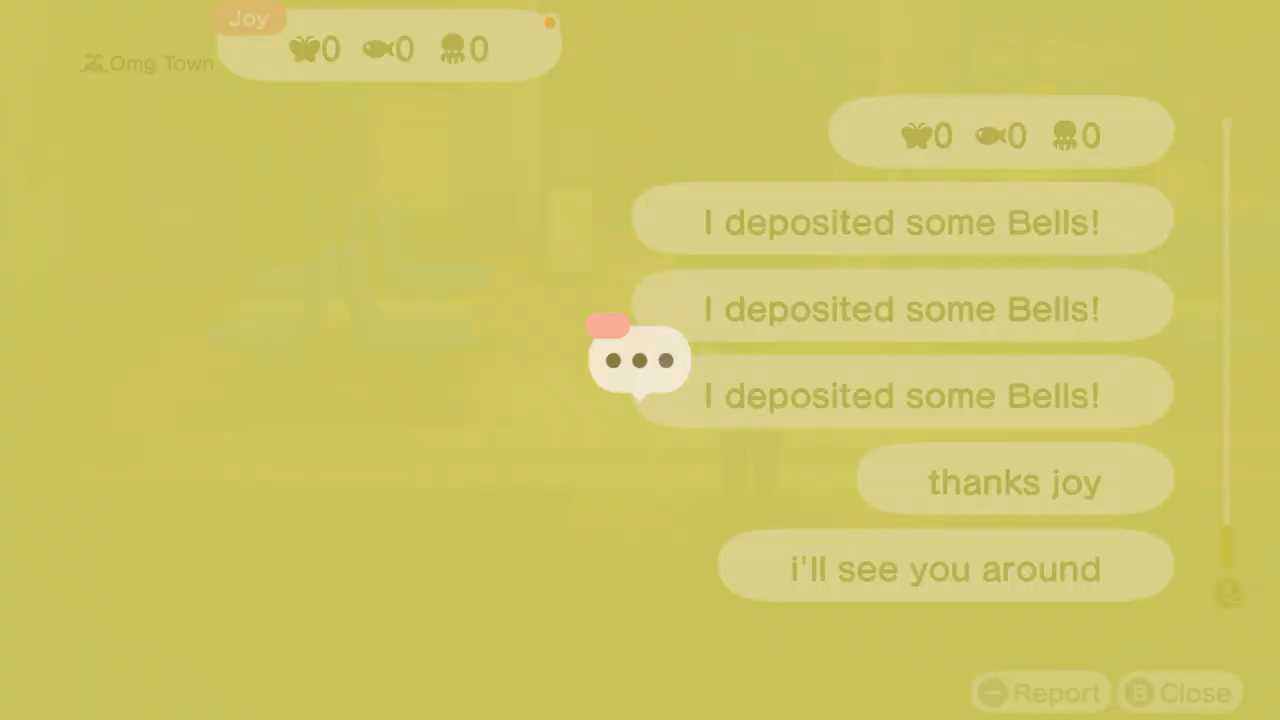 Joy
0 0 0
Omg Town
0 0 0
I deposited some Bells!
I deposited some Bells!
I deposited some Bells!
thanks joy
i'll see you around
Report
B Close